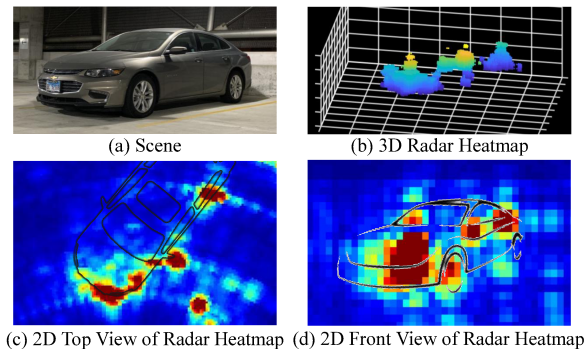 (a) Scene
(b) 3D Radar Heatmap
(c) 2D Top View of Radar Heatmap
(d) 2D Front View of Radar Heatmap